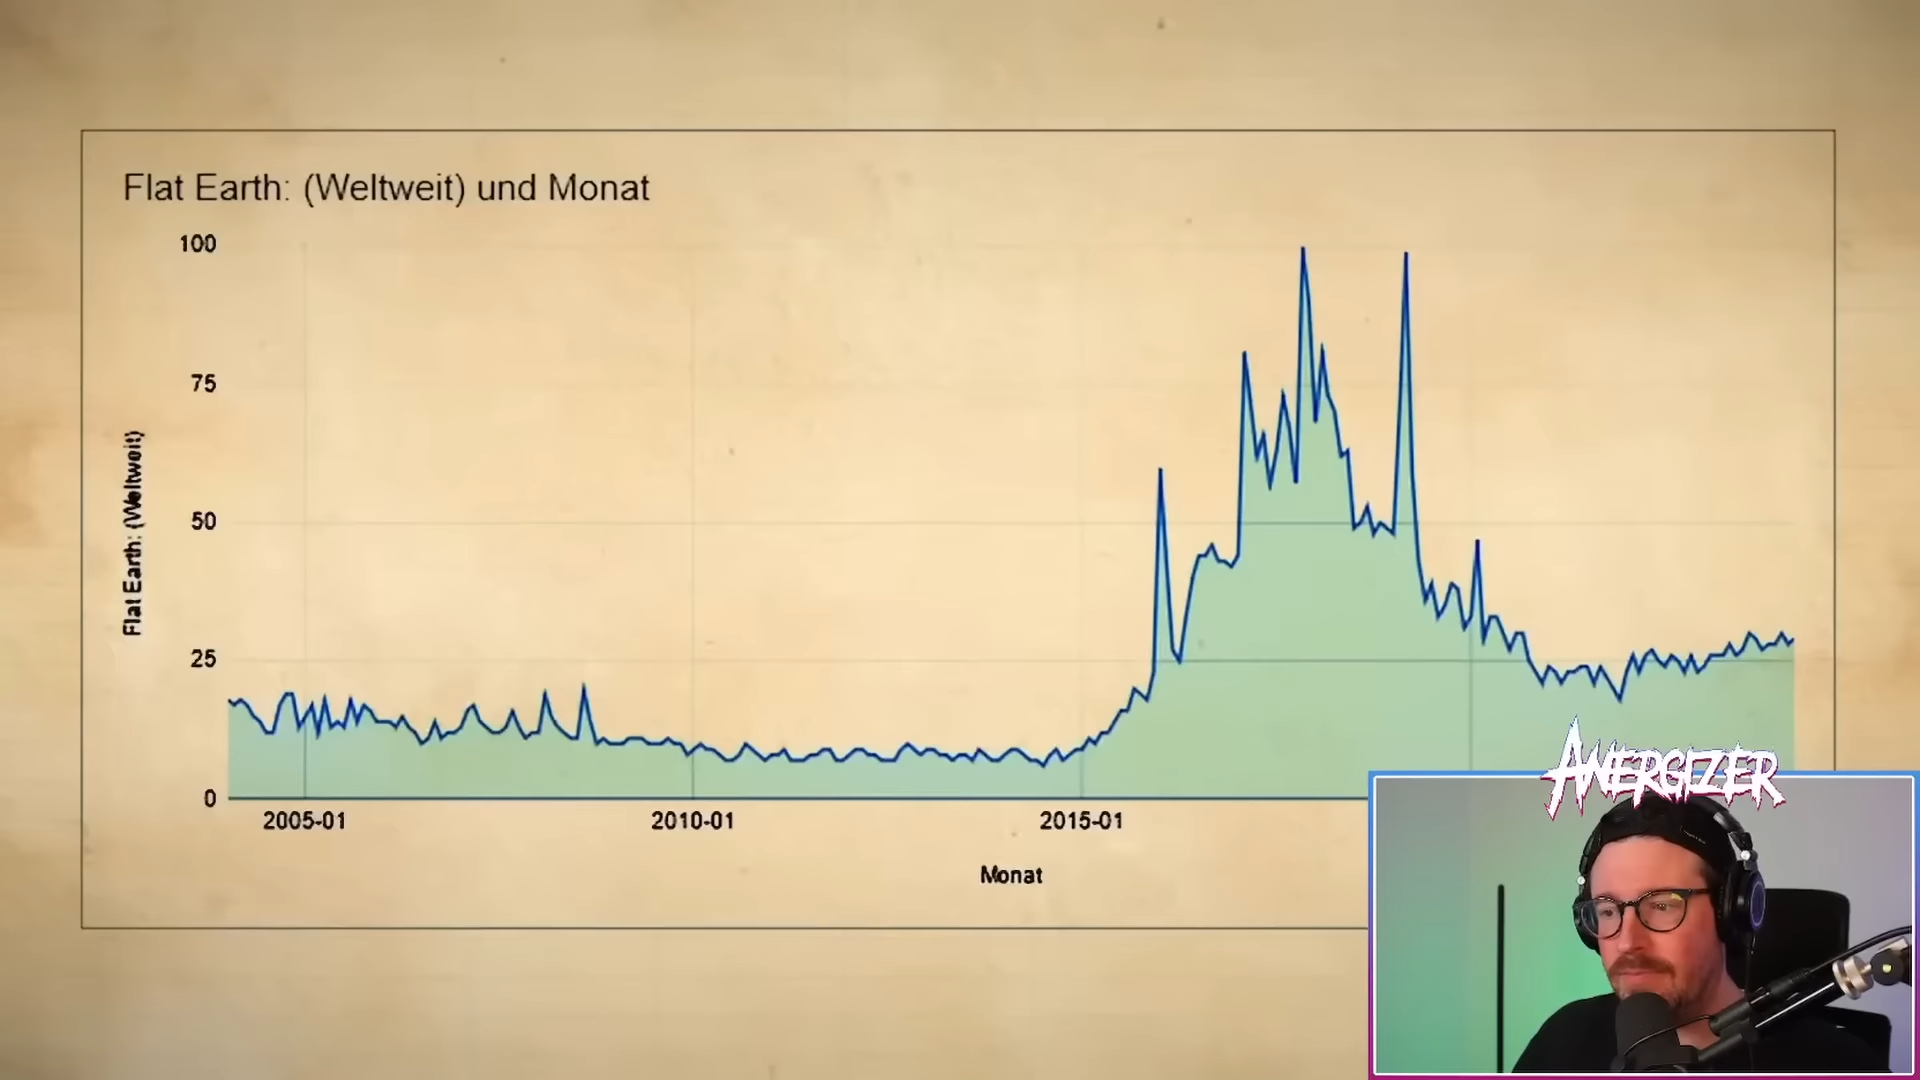 Flat Earth: (Weltweit) und Monat
100
75
50
25
0
Flat Earth: (Weltweit)
2005-01
2010-01
2015-01
Monat
ANERGIZER